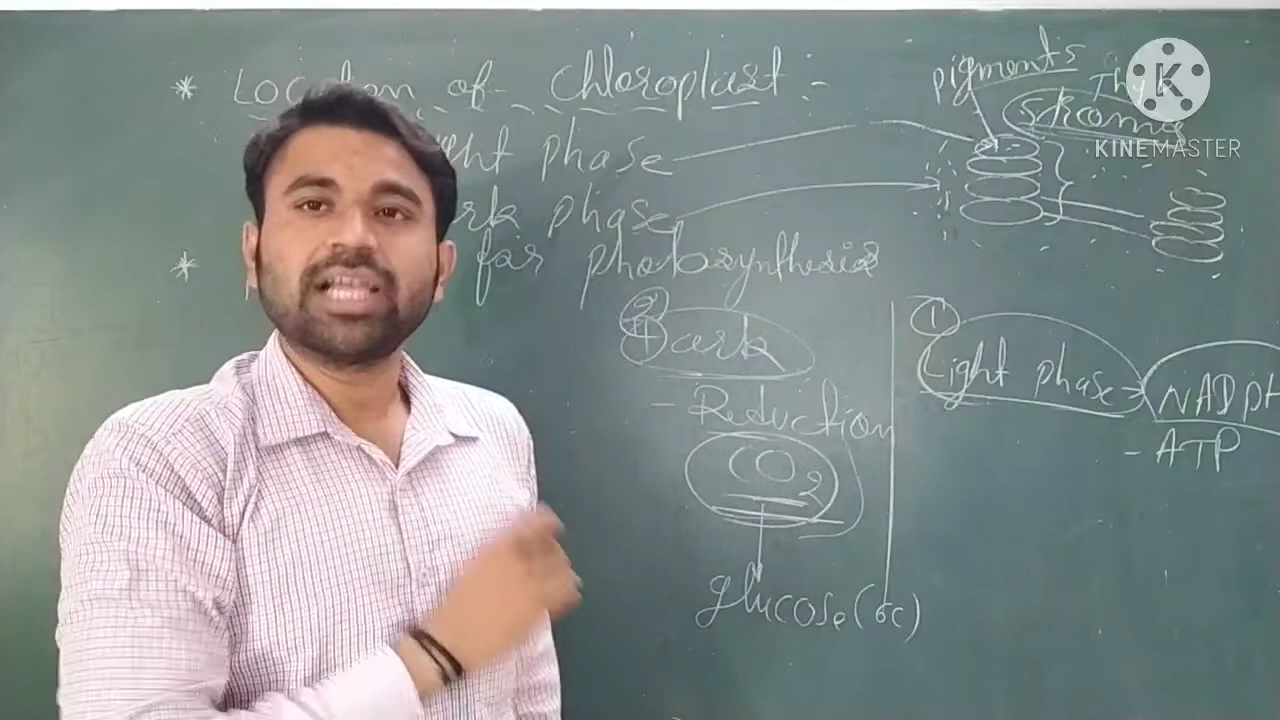 * Location of chloroplast :-
pigments
stroma
phase
phase
* for photosynthesis
② Dark
① Light phase
- Reduction
CO2
glucose (6C)
NADPH
- ATP
K
KINEMASTER